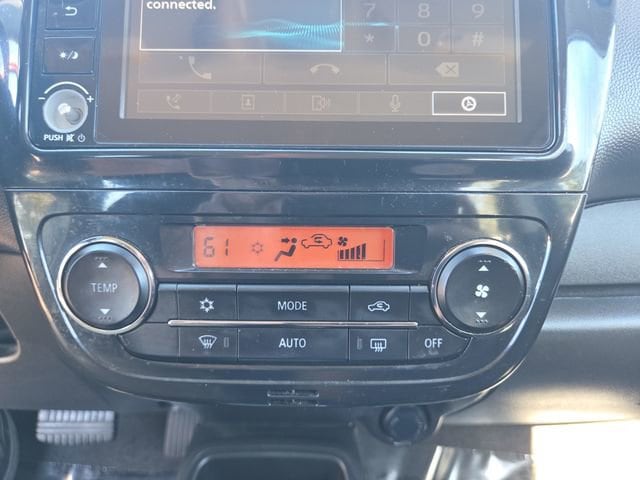 connected.
7 8 9
* 0 #
PUSH
TEMP
61
MODE
AUTO
OFF